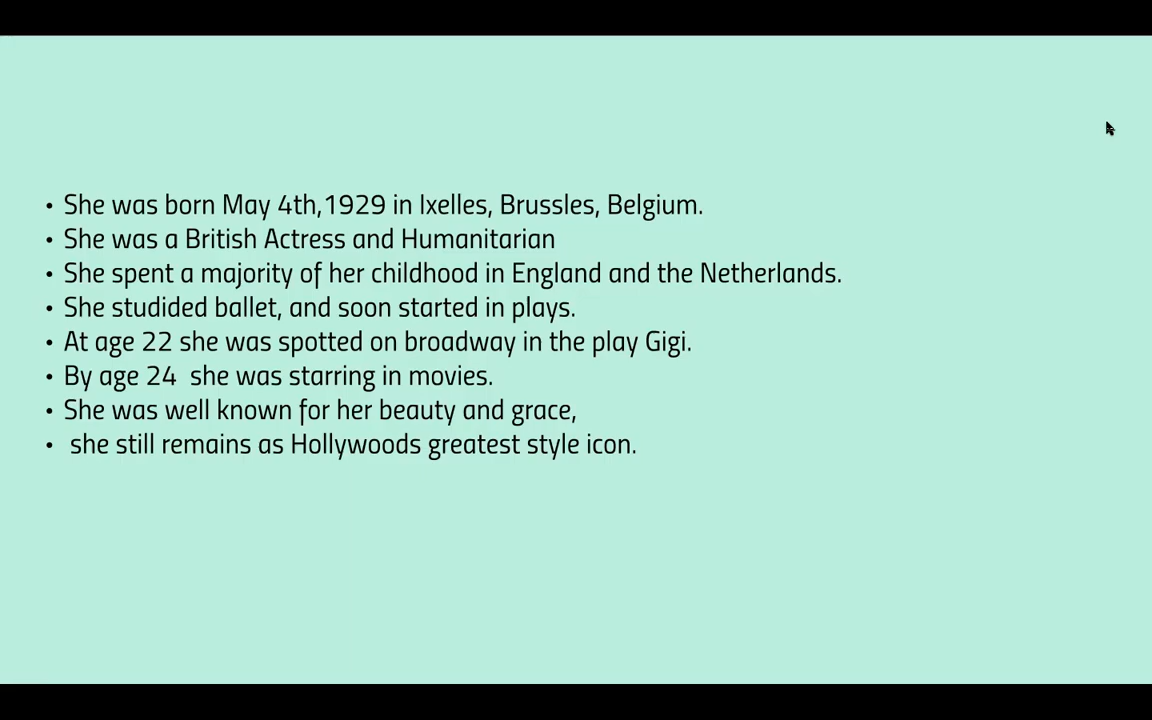 • She was born May 4th,1929 in Ixelles, Brussles, Belgium.
• She was a British Actress and Humanitarian
• She spent a majority of her childhood in England and the Netherlands.
• She studided ballet, and soon started in plays.
• At age 22 she was spotted on broadway in the play Gigi.
• By age 24  she was starring in movies.
• She was well known for her beauty and grace,
•  she still remains as Hollywoods greatest style icon.